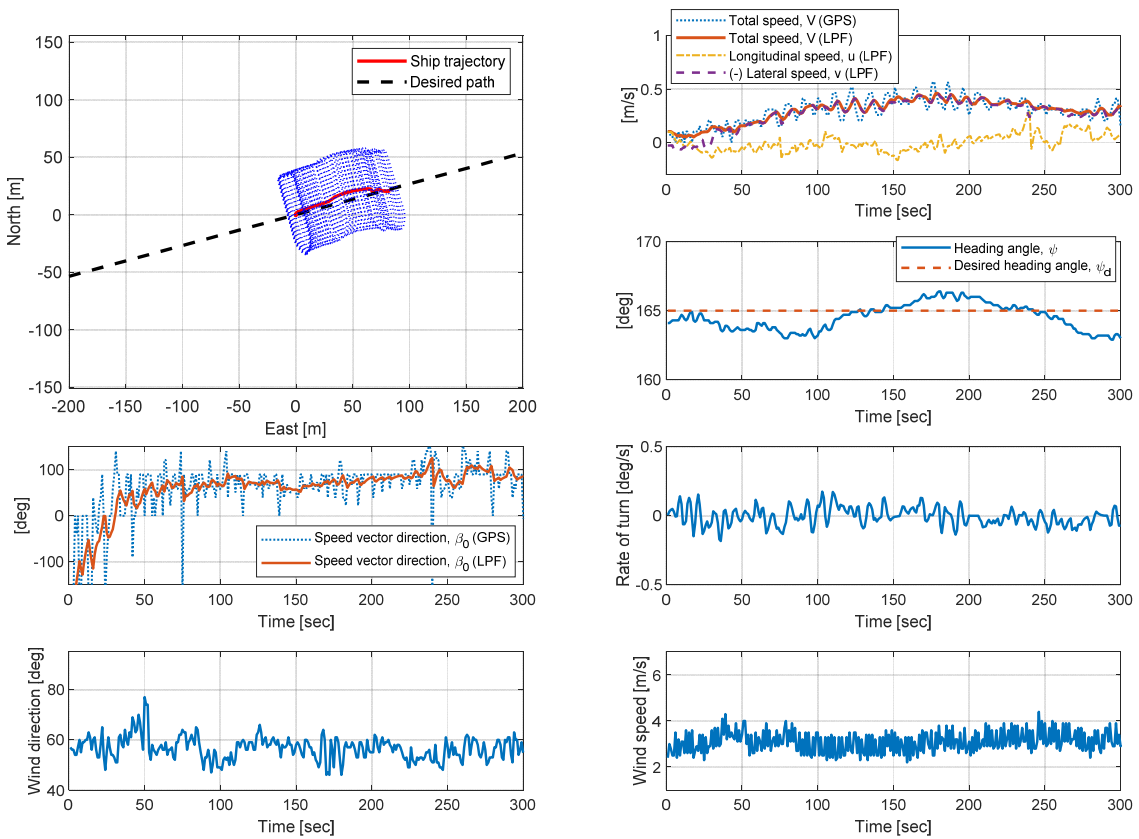 150
100
50
0
-50
-100
-150
North [m]
Ship trajectory
Desired path
-200 -150 -100 -50 0 50 100 150 200
East [m]
Total speed, V (GPS)
Total speed, V (LPF)
Longitudinal speed, u (LPF)
(-) Lateral speed, v (LPF)
1
0.5
0
[m/s]
0 50 100 150 200 250 300
Time [sec]
170
165
160
[deg]
Heading angle, ψ
Desired heading angle, ψd
0 50 100 150 200 250 300
Time [sec]
100
0
-100
[deg]
Speed vector direction, β0 (GPS)
Speed vector direction, β0 (LPF)
0 50 100 150 200 250 300
Time [sec]
0.5
0
-0.5
Rate of turn [deg/s]
0 50 100 150 200 250 300
Time [sec]
80
60
40
Wind direction [deg]
0 50 100 150 200 250 300
Time [sec]
6
4
2
Wind speed [m/s]
0 50 100 150 200 250 300
Time [sec]